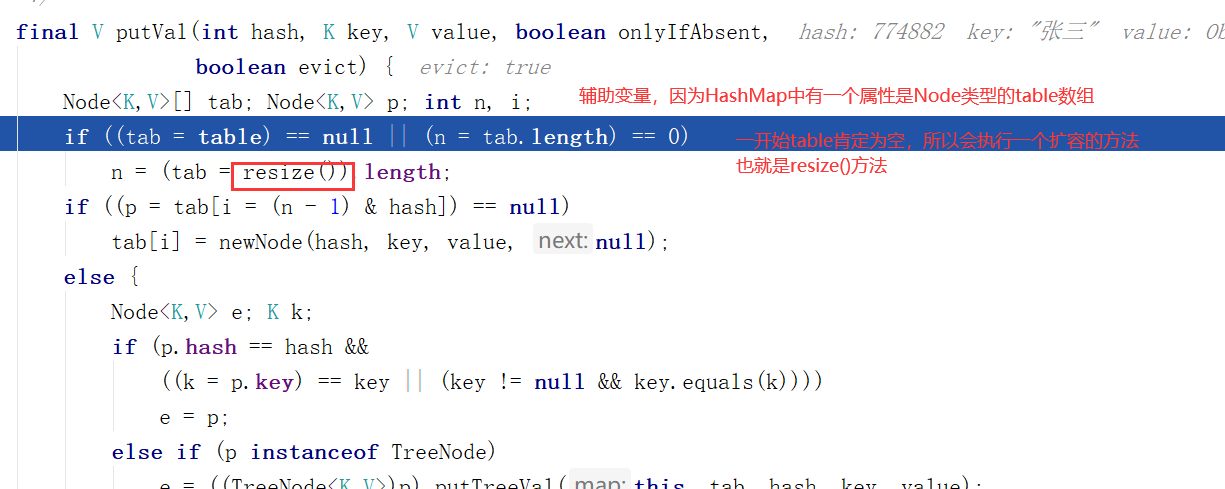 final V putVal(int hash, K key, V value, boolean onlyIfAbsent,   hash: 774882  key: "张三"  value: Ob
boolean evict) {   evict: true
Node<K,V>[] tab; Node<K,V> p; int n, i;
辅助变量，因为HashMap中有一个属性是Node类型的table数组
if ((tab = table) == null || (n = tab.length) == 0)
一开始table肯定为空，所以会执行一个扩容的方法
也就是resize()方法
n = (tab = resize()) length;
if ((p = tab[i = (n - 1) & hash]) == null)
tab[i] = newNode(hash, key, value, next: null);
else {
Node<K,V> e; K k;
if (p.hash == hash &&
((k = p.key) == key || (key != null && key.equals(k))))
e = p;
else if (p instanceof TreeNode)
e = ((TreeNode<K,V>)p).putTreeVal( map: this, tab, hash, key, value);